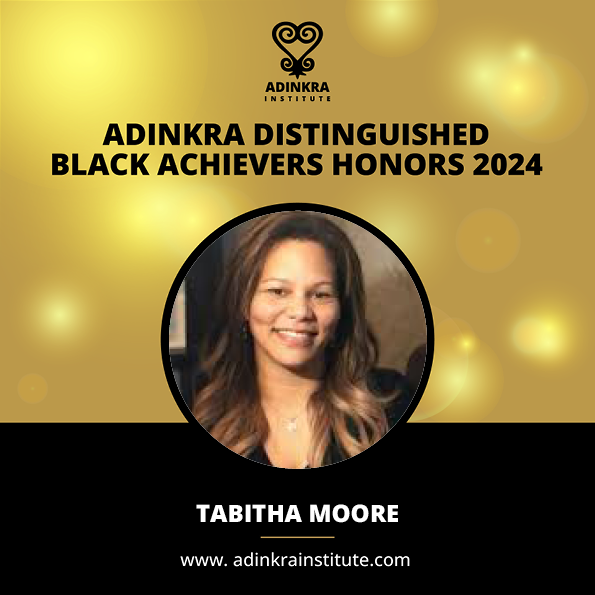 ADINKRA
INSTITUTE
ADINKRA DISTINGUISHED
BLACK ACHIEVERS HONORS 2024
TABITHA MOORE
www. adinkrainstitute.com